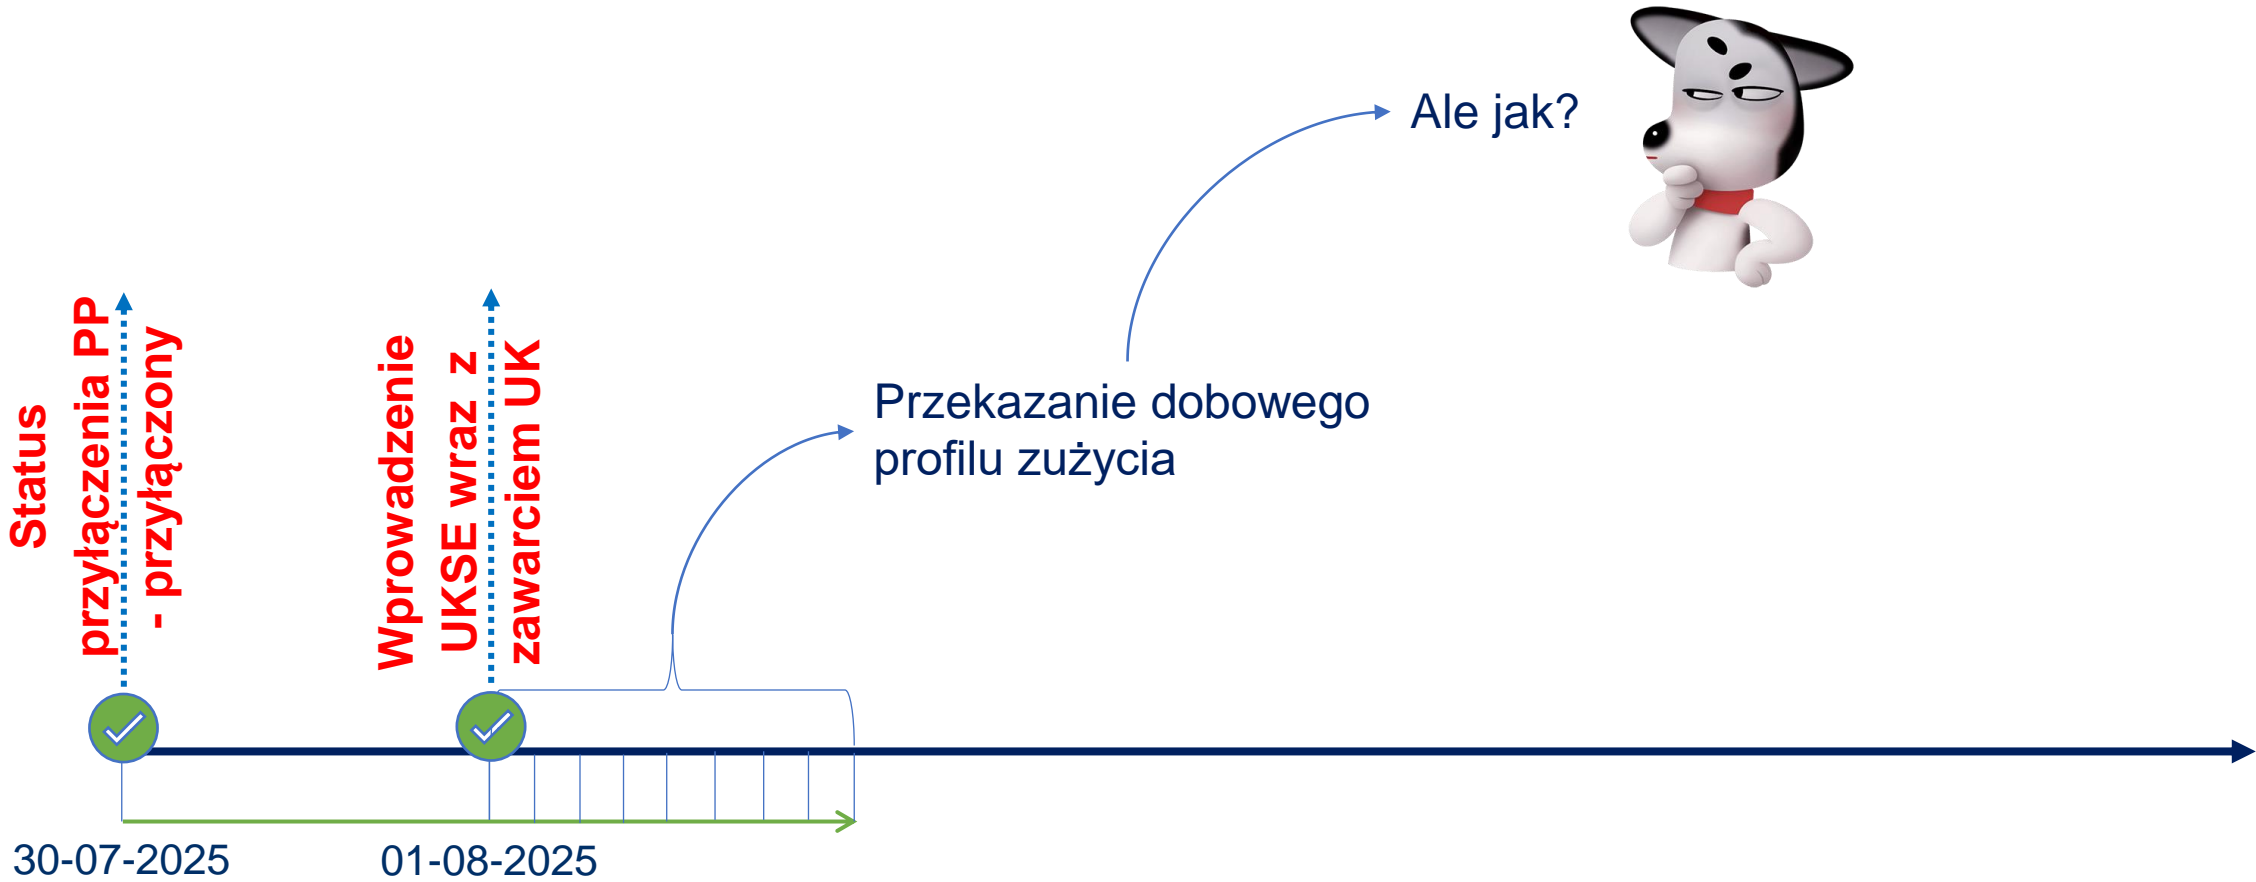 Ale jak?
Status
przyłączenia PP
- przyłączony
Wprowadzenie
UKSE wraz z
zawarciem UK
Przekazanie dobowego
profilu zużycia
30-07-2025
01-08-2025